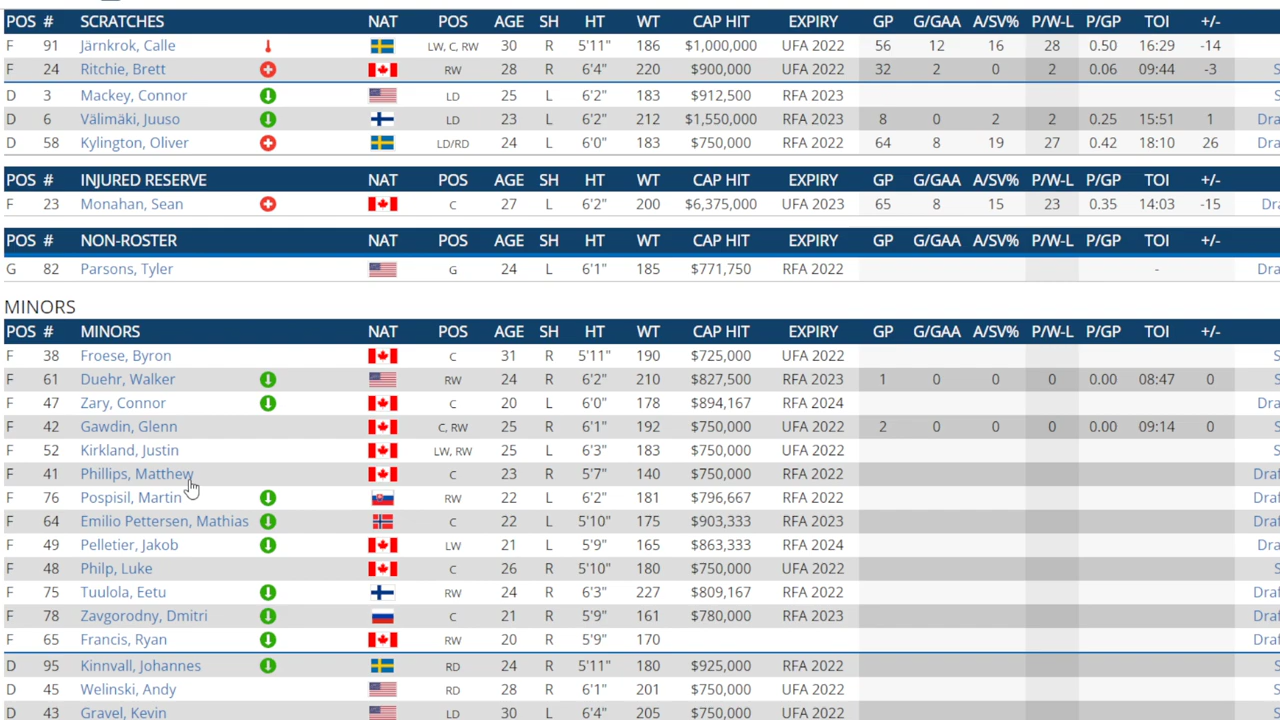 POS # SCRATCHES NAT POS AGE SH HT WT CAP HIT EXPIRY GP G/GAA A/SV% P/W-L P/GP TOI +/-
F 91 Järnkrok, Calle LW, C, RW 30 R 5'11" 186 $1,000,000 UFA 2022 56 12 16 28 0.50 16:29 -14
F 24 Ritchie, Brett RW 28 R 6'4" 220 $900,000 UFA 2022 32 2 0 2 0.06 09:44 -3 S
D 3 Mackey, Connor LD 25 L 6'2" 183 $912,500 RFA 2023
D 6 Välimäki, Juuso LD 23 L 6'2" 212 $1,550,000 RFA 2023 8 0 2 2 0.25 15:51 1 Dra
D 58 Kylington, Oliver LD/RD 24 L 6'0" 183 $750,000 RFA 2022 64 8 19 27 0.42 18:10 26 Dra
POS # INJURED RESERVE NAT POS AGE SH HT WT CAP HIT EXPIRY GP G/GAA A/SV% P/W-L P/GP TOI +/-
F 23 Monahan, Sean C 27 L 6'2" 200 $6,375,000 UFA 2023 65 8 15 23 0.35 14:03 -15 Dra
POS # NON-ROSTER NAT POS AGE SH HT WT CAP HIT EXPIRY GP G/GAA A/SV% P/W-L P/GP TOI +/-
G 82 Parsons, Tyler G 24 L 6'1" 185 $771,750 RFA 2022 - Dra
MINORS
POS # MINORS NAT POS AGE SH HT WT CAP HIT EXPIRY GP G/GAA A/SV% P/W-L P/GP TOI +/-
F 38 Froese, Byron C 31 R 5'11" 190 $725,000 UFA 2022 S
F 61 Duehr, Walker RW 24 R 6'2" 210 $827,500 RFA 2023 1 0 0 0 0.00 08:47 0 S
F 47 Zary, Connor C 20 L 6'0" 178 $894,167 RFA 2024 Dra
F 42 Gawdin, Glenn C, RW 25 R 6'1" 192 $750,000 RFA 2022 2 0 0 0 0.00 09:14 0 S
F 52 Kirkland, Justin LW, RW 25 L 6'3" 183 $750,000 RFA 2022 S
F 41 Phillips, Matthew C 23 R 5'7" 140 $750,000 RFA 2022 Draf
F 76 Pospisil, Martin RW 22 L 6'2" 181 $796,667 RFA 2022 Draf
F 64 Emilio Pettersen, Mathias C 22 L 5'10" 175 $903,333 RFA 2023 Draf
F 49 Pelletier, Jakob LW 21 L 5'9" 165 $863,333 RFA 2024 Dra
F 48 Philp, Luke C 26 R 5'10" 180 $750,000 RFA 2022 S
F 75 Tuulola, Eetu RW 24 R 6'3" 227 $809,167 RFA 2022 Draf
F 78 Zavgorodny, Dmitri C 21 R 5'9" 161 $780,000 RFA 2023 Draf
F 65 Francis, Ryan RW 20 R 5'9" 170 Draf
D 95 Kinnvall, Johannes RD 24 R 5'11" 180 $925,000 RFA 2022 S
D 45 Welinski, Andy RD 28 R 6'1" 201 $750,000 UFA 2022 S
D 43 Gravel, Kevin LD 30 L 6'4" 205 $750,000 UFA 2022 S